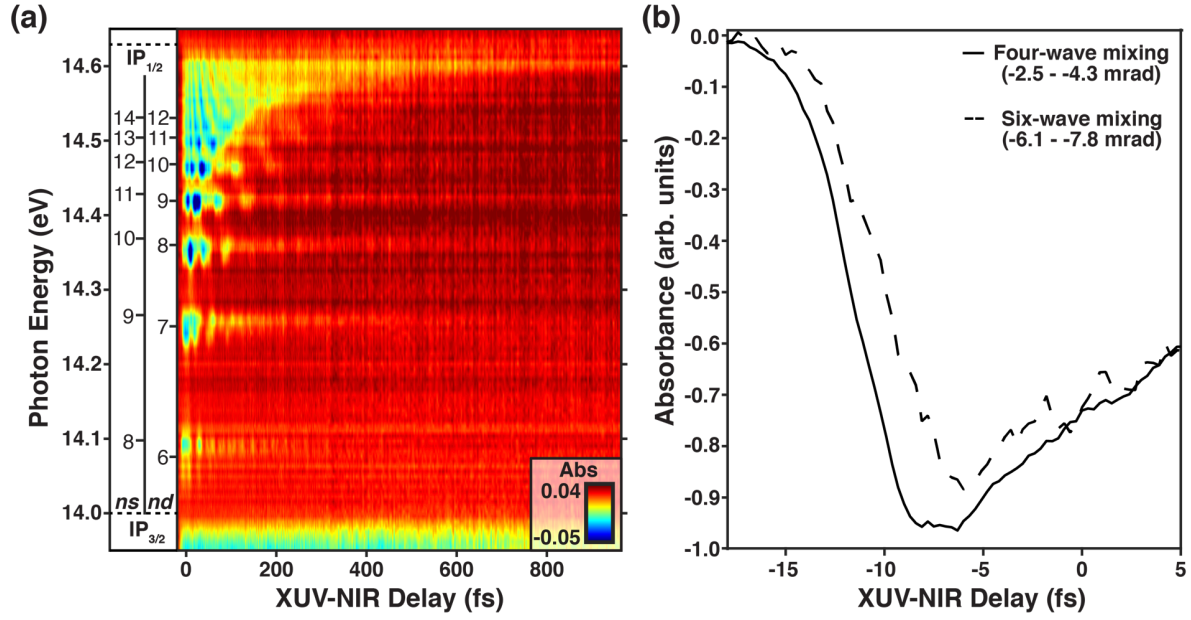 (a)
Photon Energy (eV)
14.6
14.5
14.4
14.3
14.2
14.1
14.0
IP1/2
14 12
13 11
12 10
11 9
10 8
9 7
8 6
ns nd
IP3/2
Abs
0.04
-0.05
0 200 400 600 800
XUV-NIR Delay (fs)
(b)
Absorbance (arb. units)
0.0
-0.1
-0.2
-0.3
-0.4
-0.5
-0.6
-0.7
-0.8
-0.9
-1.0
Four-wave mixing
(-2.5 - -4.3 mrad)
Six-wave mixing
(-6.1 - -7.8 mrad)
-15 -10 -5 0 5
XUV-NIR Delay (fs)